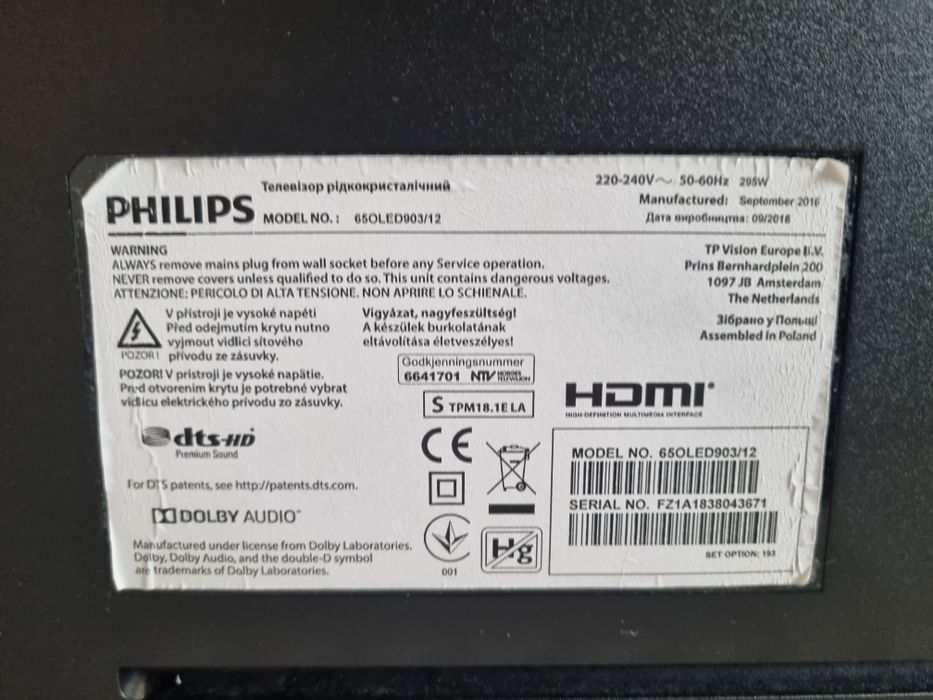 PHILIPS
Телевізор рідкокристалічний
MODEL NO.: 65OLED903/12
220-240V～ 50-60Hz 295W
Manufactured: September 2018
Дата виробництва: 09/2018
WARNING
ALWAYS remove mains plug from wall socket before any Service operation.
NEVER remove covers unless qualified to do so. This unit contains dangerous voltages.
ATTENZIONE: PERICOLO DI ALTA TENSIONE. NON APRIRE LO SCHIENALE.
TP Vision Europe B.V.
Prins Bernhardplein 200
1097 JB Amsterdam
The Netherlands
Зібрано у Польщі
Assembled in Poland
V přístroji je vysoké napětí
Před odejmutím krytu nutno
vyjmout vidlici síťového
přívodu ze zásuvky.
POZOR!
Vigyázat, nagyfeszültség!
A készülek burkolatának
eltávolítása életveszélyes!
POZOR! V prístroji je vysoké napätie.
Pred otvorením krytu je potrebné vybrat
vidlicu elektrického prívodu zo zásuvky.
Godkjenningsnummer
6641701 NTV NORGES TELEVISJON
S TPM18.1E LA
HDMI
HIGH-DEFINITION MULTIMEDIA INTERFACE
dts-HD
Premium Sound
CE
For DTS patents, see http://patents.dts.com.
DOLBY AUDIO™
Manufactured under license from Dolby Laboratories.
Dolby, Dolby Audio, and the double-D symbol
are trademarks of Dolby Laboratories.
001
Hg
MODEL NO. 65OLED903/12
SERIAL NO. FZ1A1838043671
SET OPTION: 193